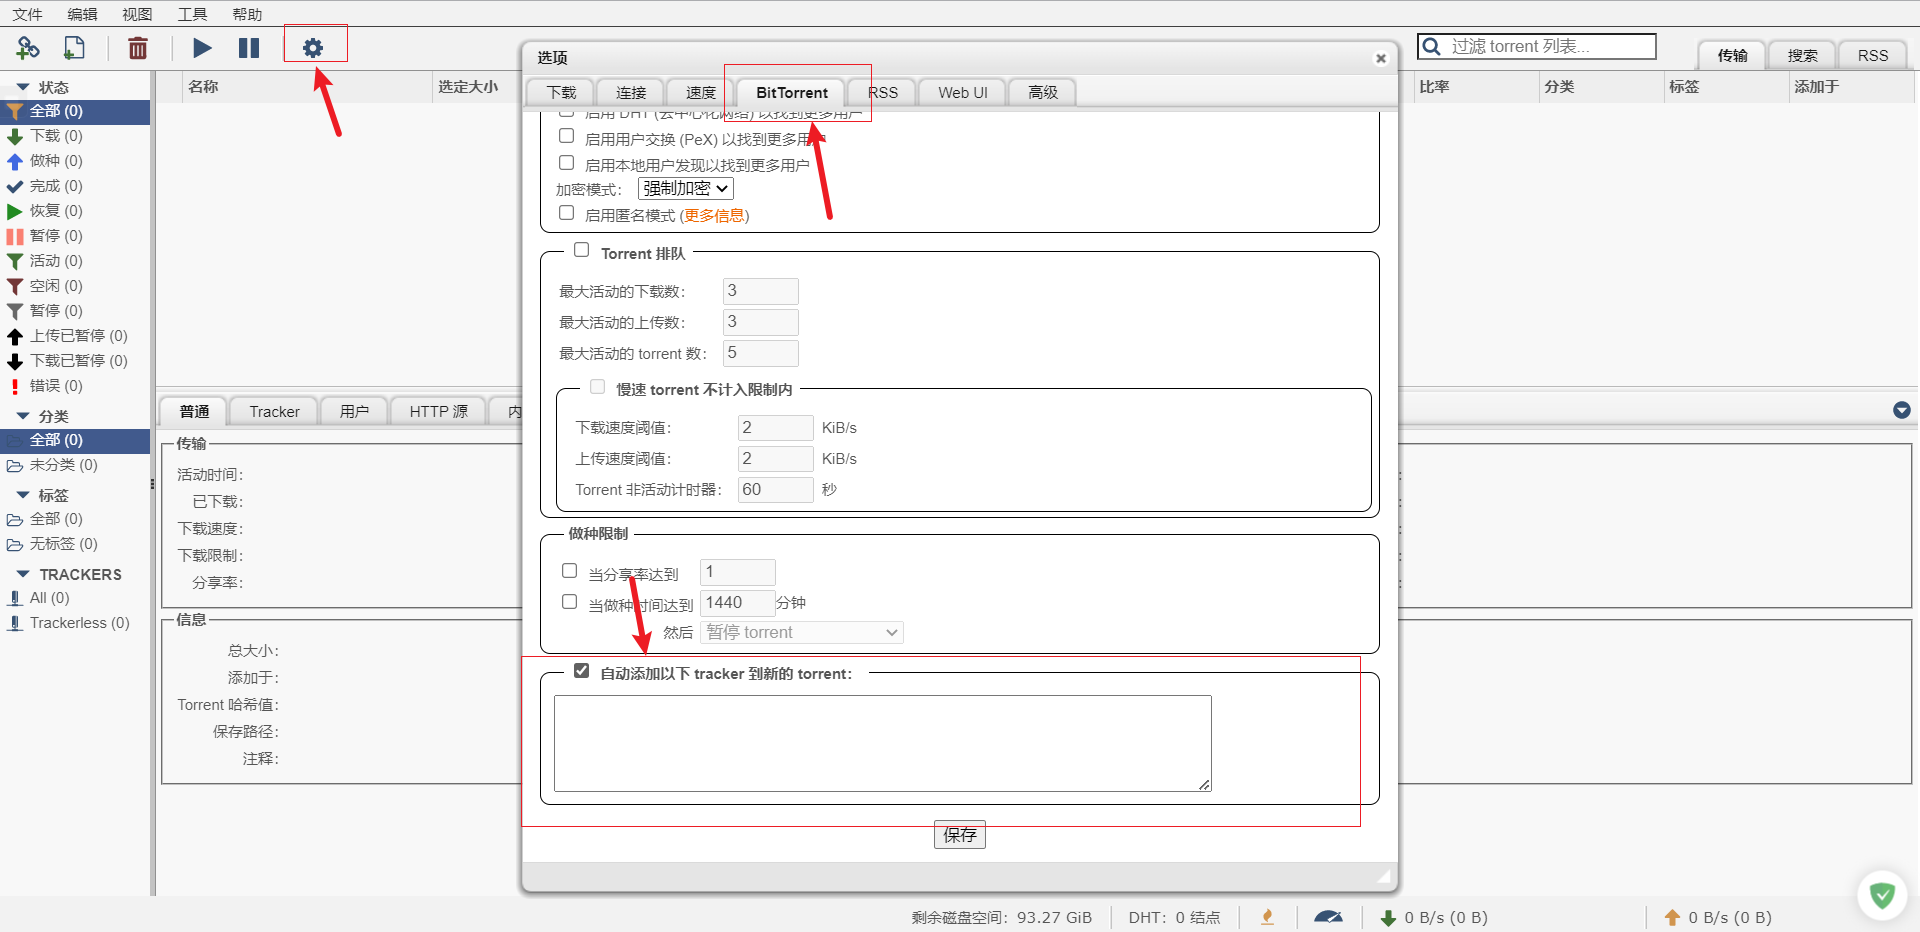 文件 编辑 视图 工具 帮助
过滤 torrent 列表...
传输 搜索 RSS
状态
全部 (0)
下载 (0)
做种 (0)
完成 (0)
恢复 (0)
暂停 (0)
活动 (0)
空闲 (0)
暂停 (0)
上传已暂停 (0)
下载已暂停 (0)
错误 (0)
分类
全部 (0)
未分类 (0)
标签
全部 (0)
无标签 (0)
TRACKERS
All (0)
Trackerless (0)
名称 选定大小 比率 分类 标签 添加于
选项
下载 连接 速度 BitTorrent RSS Web UI 高级
启用 DHT (去中心化网络) 以找到更多用户
启用用户交换 (PeX) 以找到更多用户
启用本地用户发现以找到更多用户
加密模式： 强制加密
启用匿名模式 (更多信息)
Torrent 排队
最大活动的下载数： 3
最大活动的上传数： 3
最大活动的 torrent 数： 5
慢速 torrent 不计入限制内
下载速度阈值： 2 KiB/s
上传速度阈值： 2 KiB/s
Torrent 非活动计时器： 60 秒
做种限制
当分享率达到 1
当做种时间达到 1440 分钟
然后 暂停 torrent
自动添加以下 tracker 到新的 torrent：
保存
普通 Tracker 用户 HTTP 源 内
传输
活动时间：
已下载：
下载速度：
下载限制：
分享率：
信息
总大小：
添加于：
Torrent 哈希值：
保存路径：
注释：
剩余磁盘空间： 93.27 GiB DHT： 0 结点 0 B/s (0 B) 0 B/s (0 B)